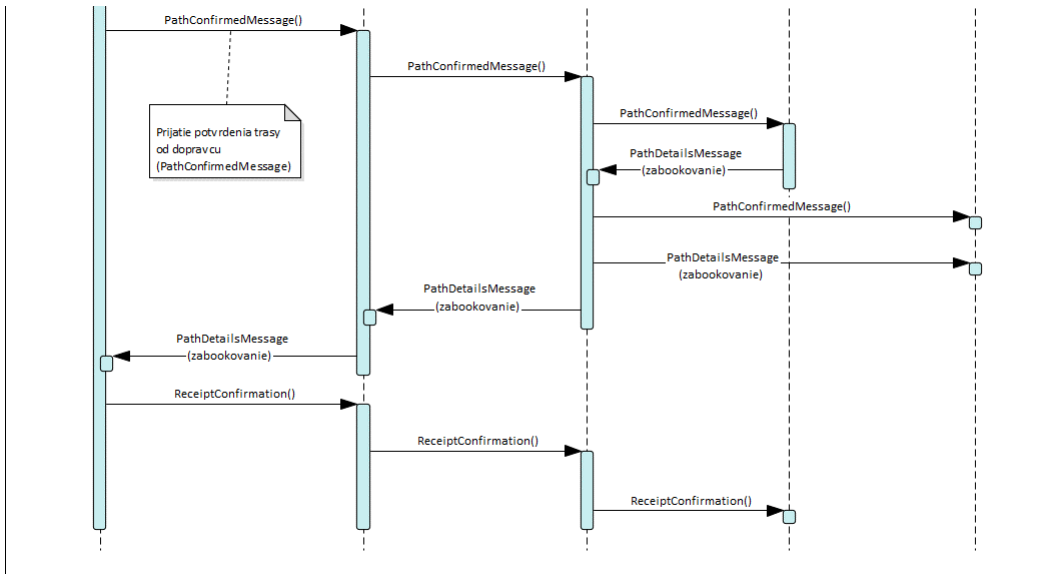 PathConfirmedMessage()
PathConfirmedMessage()
Prijatie potvrdenia trasy
od dopravcu
(PathConfirmedMessage)
PathConfirmedMessage()
PathDetailsMessage
(zabookovanie)
PathConfirmedMessage()
PathDetailsMessage
(zabookovanie)
PathDetailsMessage
(zabookovanie)
PathDetailsMessage
(zabookovanie)
ReceiptConfirmation()
ReceiptConfirmation()
ReceiptConfirmation()